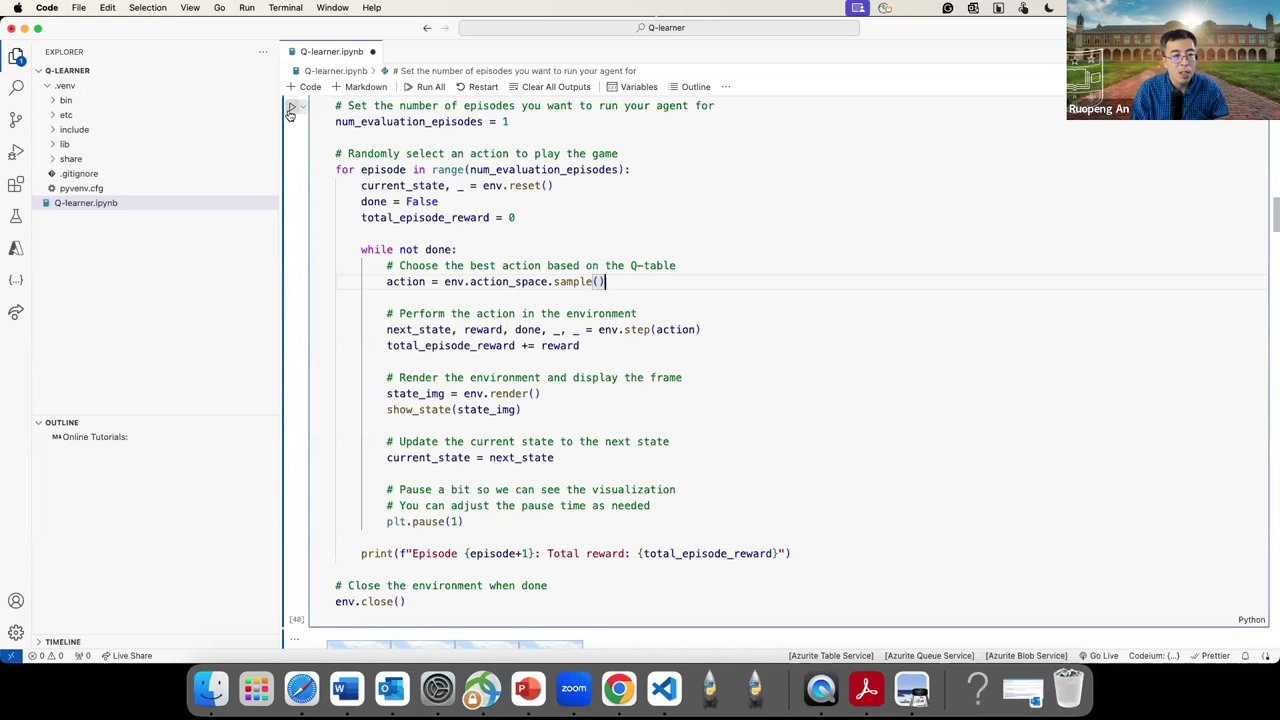 Code File Edit Selection View Go Run Terminal Window Help
Q-learner
EXPLORER
Q-LEARNER
.venv
bin
etc
include
lib
share
.gitignore
pyvenv.cfg
Q-learner.ipynb
OUTLINE
M↓Online Tutorials:
TIMELINE
Q-learner.ipynb
Q-learner.ipynb > # Set the number of episodes you want to run your agent for
+ Code + Markdown Run All Restart Clear All Outputs Variables Outline ...
# Set the number of episodes you want to run your agent for
num_evaluation_episodes = 1
# Randomly select an action to play the game
for episode in range(num_evaluation_episodes):
current_state, _ = env.reset()
done = False
total_episode_reward = 0
while not done:
# Choose the best action based on the Q-table
action = env.action_space.sample()
# Perform the action in the environment
next_state, reward, done, _, _ = env.step(action)
total_episode_reward += reward
# Render the environment and display the frame
state_img = env.render()
show_state(state_img)
# Update the current state to the next state
current_state = next_state
# Pause a bit so we can see the visualization
# You can adjust the pause time as needed
plt.pause(1)
print(f"Episode {episode+1}: Total reward: {total_episode_reward}")
# Close the environment when done
env.close()
[40]
Python
Ruopeng An
0 0 0 Live Share
[Azurite Table Service] [Azurite Queue Service] [Azurite Blob Service] Go Live Codeium: {...} Prettier
zoom